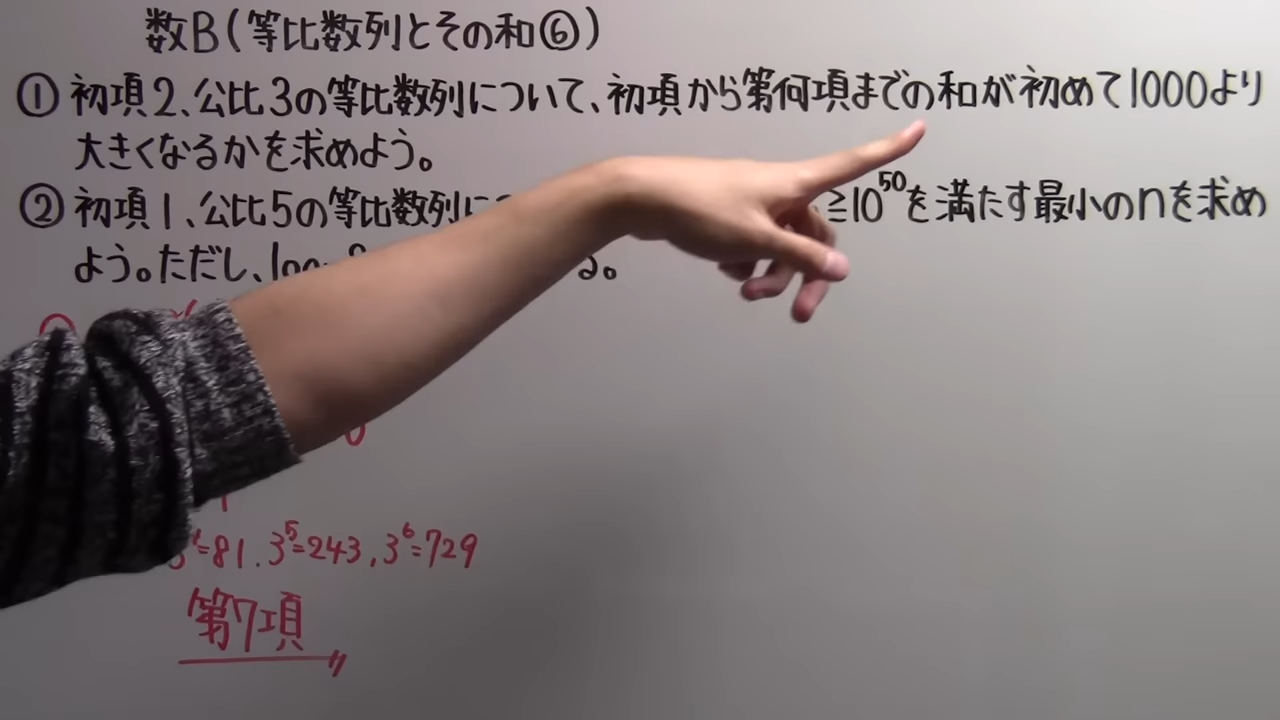 数B(等比数列とその和⑥)
① 初項2、公比3の等比数列について、初項から第何項までの和が初めて1000より
大きくなるかを求めよう。
② 初項1、公比5の等比数列に ≧10^50を満たす最小のnを求め
よう。ただし、 る。
=81. 3^5=243, 3^6=729
第7項